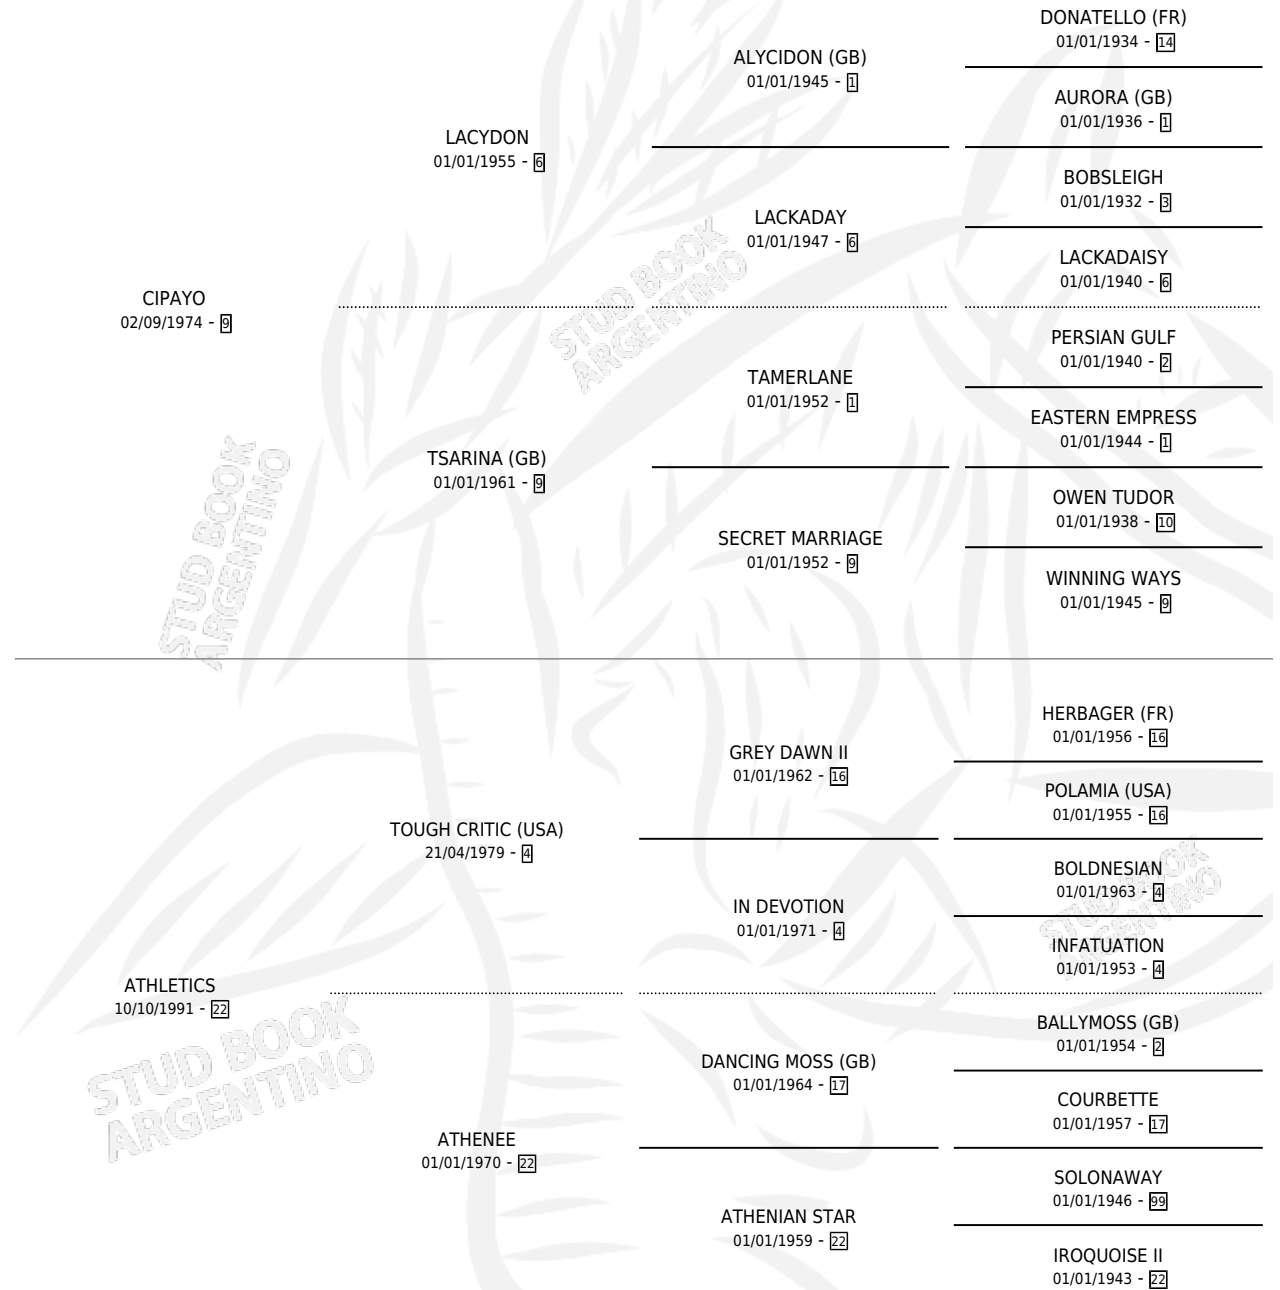 DONATELLO (FR)
01/01/1934 - 14
ALYCIDON (GB)
01/01/1945 - 1
AURORA (GB)
01/01/1936 - 1
LACYDON
01/01/1955 - 6
BOBSLEIGH
01/01/1932 - 3
LACKADAY
01/01/1947 - 6
LACKADAISY
01/01/1940 - 6
CIPAYO
02/09/1974 - 9
PERSIAN GULF
01/01/1940 - 2
TAMERLANE
01/01/1952 - 1
EASTERN EMPRESS
01/01/1944 - 1
TSARINA (GB)
01/01/1961 - 9
OWEN TUDOR
01/01/1938 - 10
SECRET MARRIAGE
01/01/1952 - 9
WINNING WAYS
01/01/1945 - 9
STUD BOOK
ARGENTINO
STUD BOOK
ARGENTINO
HERBAGER (FR)
01/01/1956 - 16
GREY DAWN II
01/01/1962 - 16
POLAMIA (USA)
01/01/1955 - 16
TOUGH CRITIC (USA)
21/04/1979 - 4
BOLDNESIAN
01/01/1963 - 4
IN DEVOTION
01/01/1971 - 4
INFATUATION
01/01/1953 - 4
ATHLETICS
10/10/1991 - 22
BALLYMOSS (GB)
01/01/1954 - 2
DANCING MOSS (GB)
01/01/1964 - 17
COURBETTE
01/01/1957 - 17
ATHENEE
01/01/1970 - 22
SOLONAWAY
01/01/1946 - 99
ATHENIAN STAR
01/01/1959 - 22
IROQUOISE II
01/01/1943 - 22
STUD BOOK
ARGENTINO
STUD BOOK
ARGENTINO